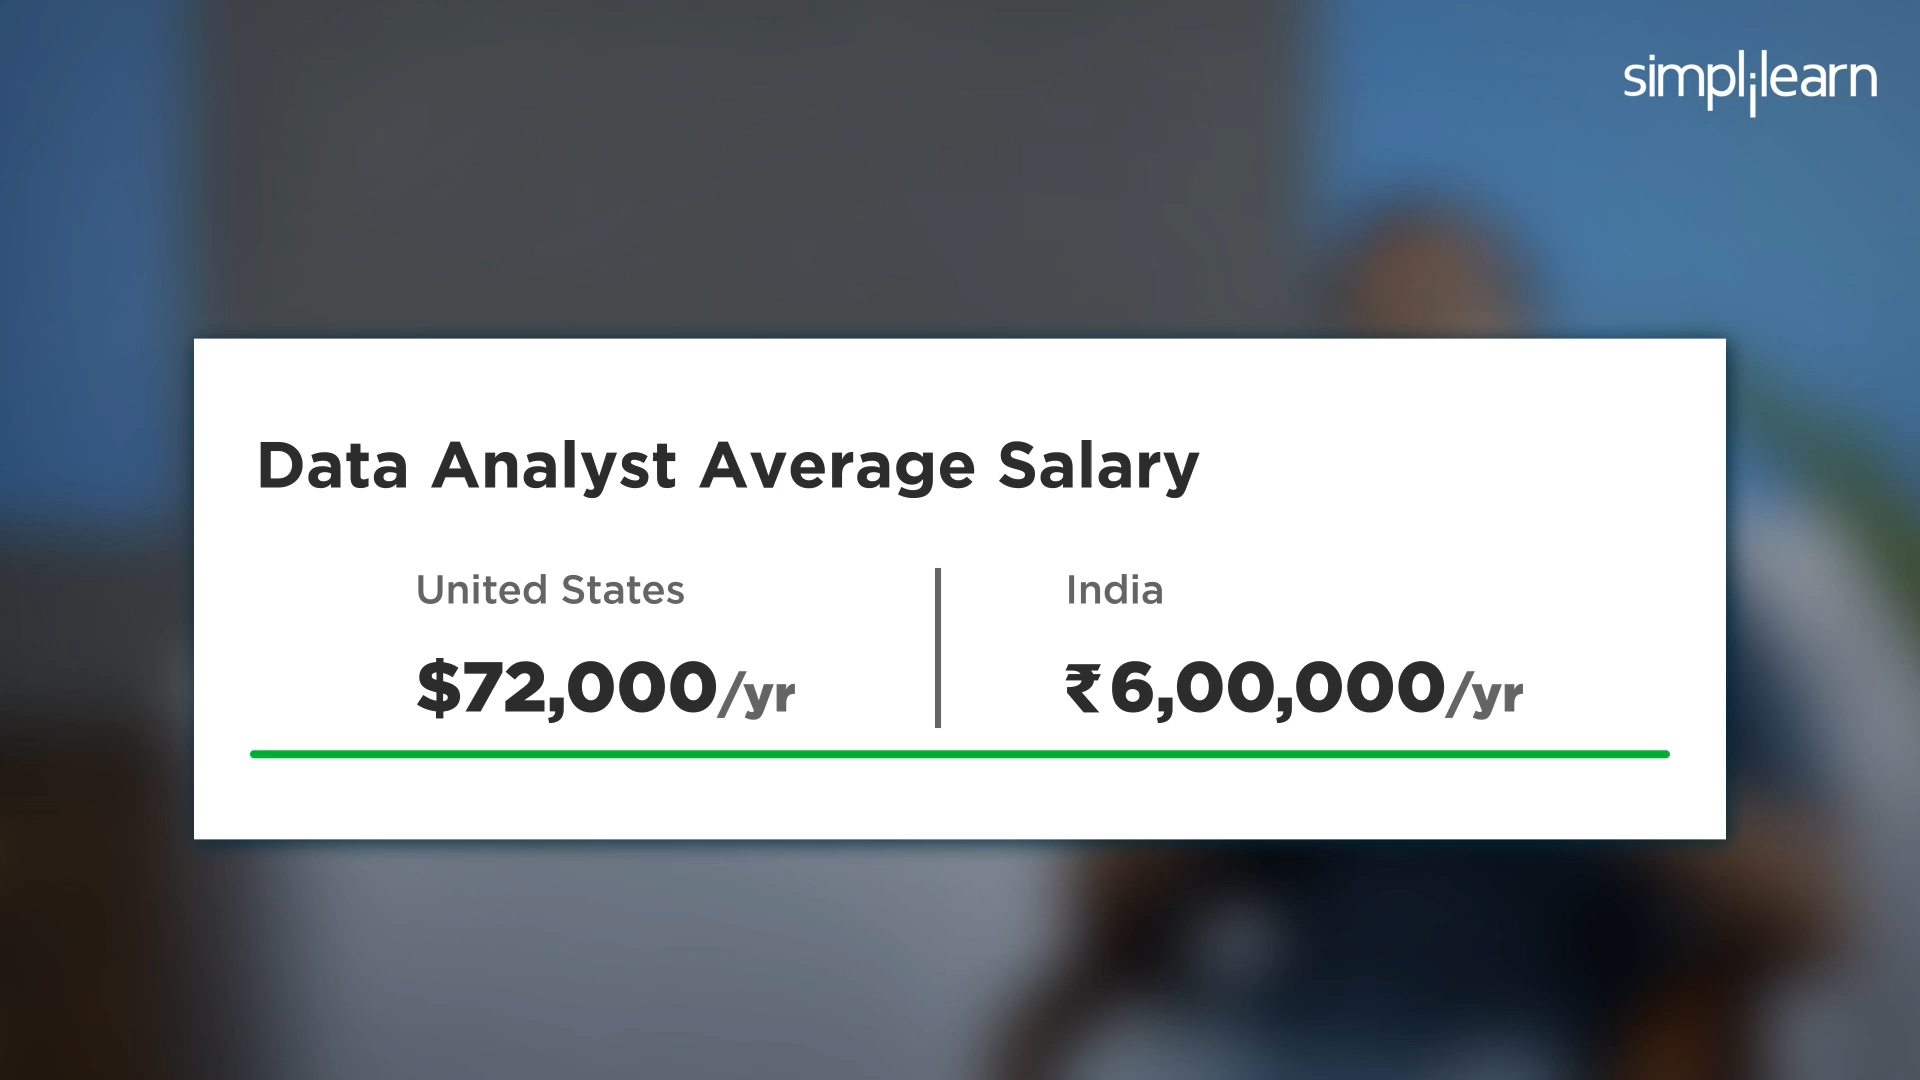 simplilearn
Data Analyst Average Salary
United States
India
$72,000/yr
₹6,00,000/yr